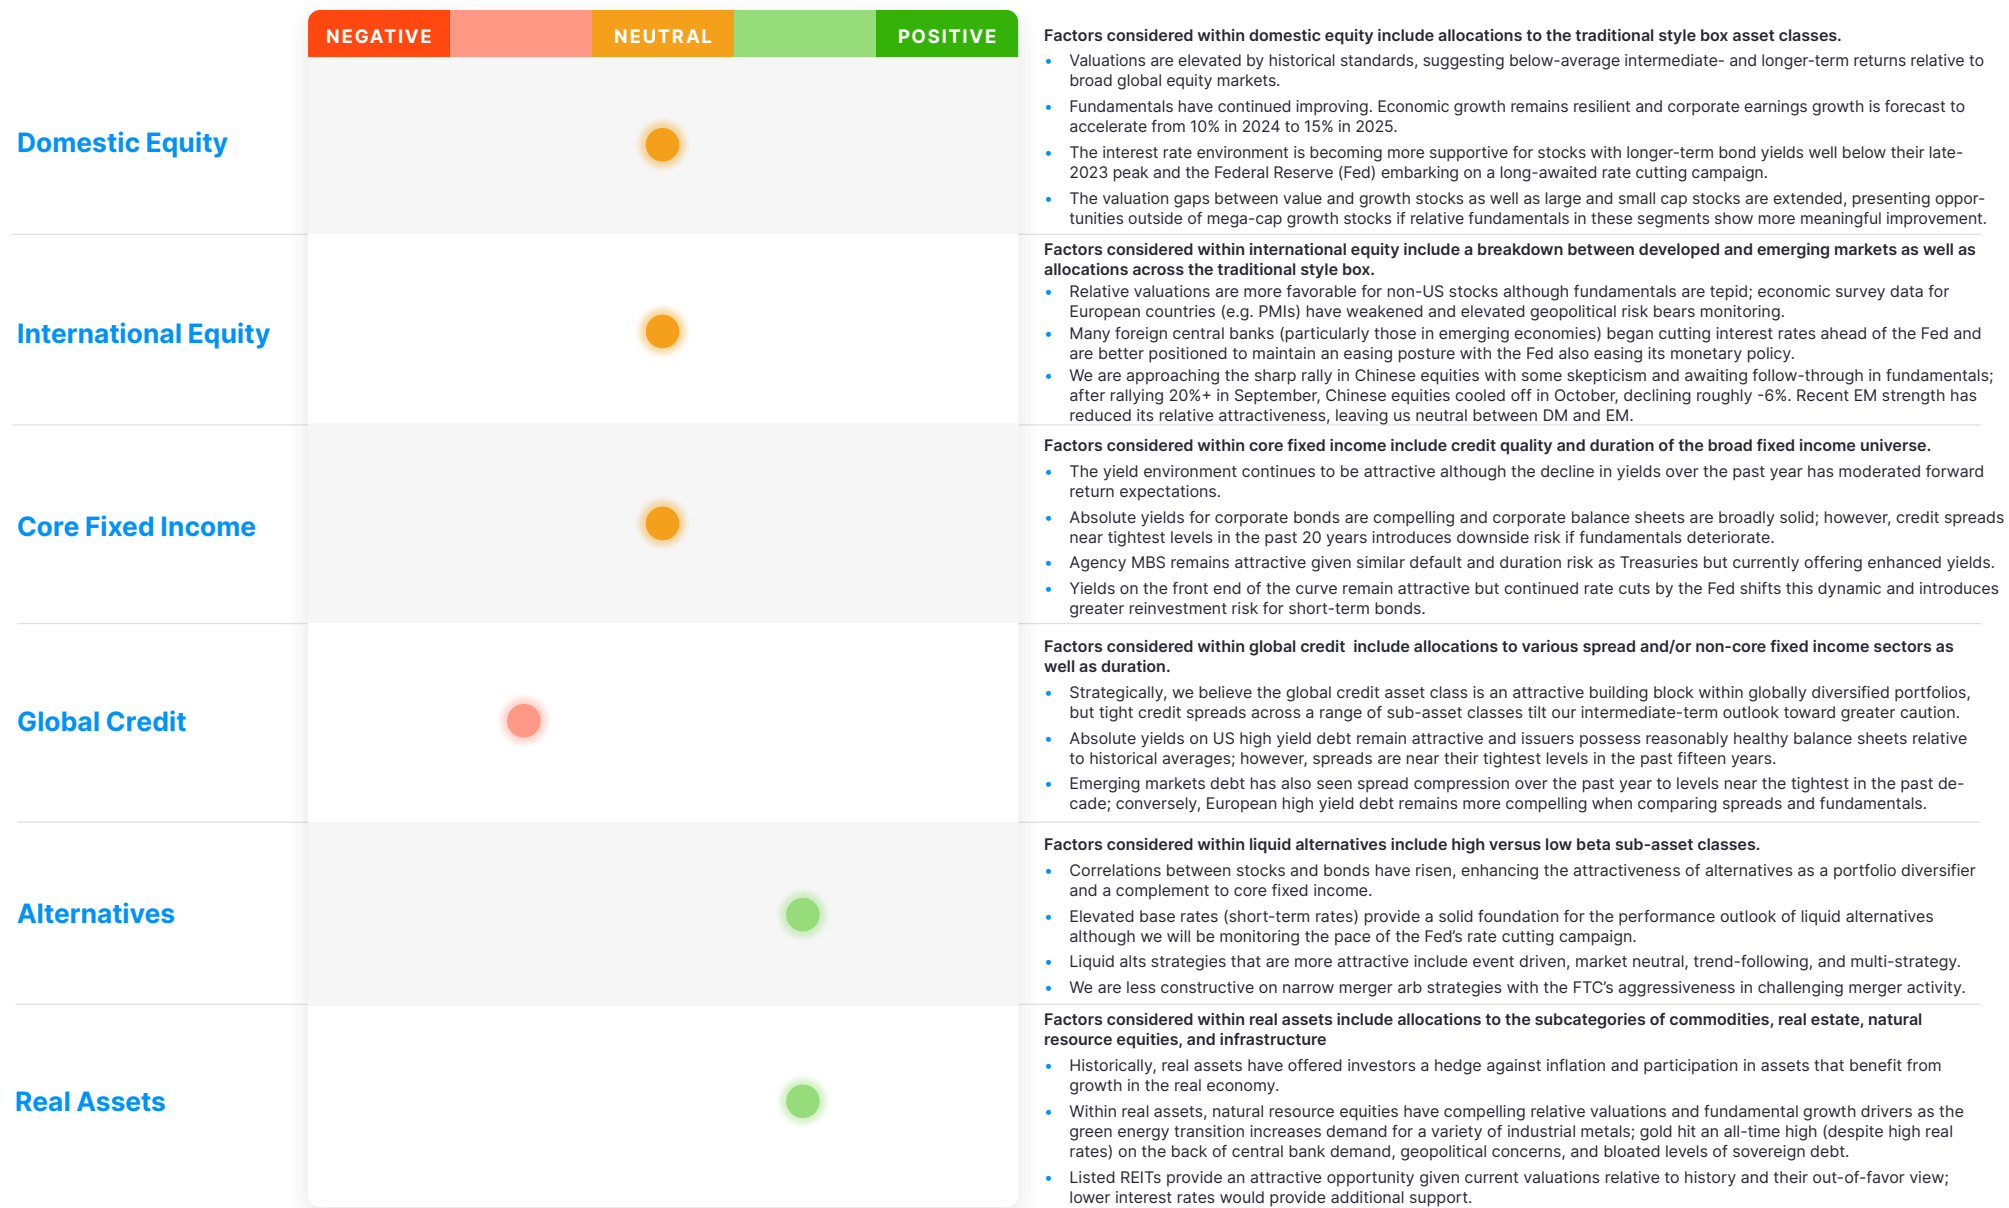 NEGATIVE
NEUTRAL
POSITIVE
Domestic Equity
Factors considered within domestic equity include allocations to the traditional style box asset classes.
• Valuations are elevated by historical standards, suggesting below-average intermediate- and longer-term returns relative to
broad global equity markets.
• Fundamentals have continued improving. Economic growth remains resilient and corporate earnings growth is forecast to
accelerate from 10% in 2024 to 15% in 2025.
• The interest rate environment is becoming more supportive for stocks with longer-term bond yields well below their late-
2023 peak and the Federal Reserve (Fed) embarking on a long-awaited rate cutting campaign.
• The valuation gaps between value and growth stocks as well as large and small cap stocks are extended, presenting oppor-
tunities outside of mega-cap growth stocks if relative fundamentals in these segments show more meaningful improvement.
International Equity
Factors considered within international equity include a breakdown between developed and emerging markets as well as
allocations across the traditional style box.
• Relative valuations are more favorable for non-US stocks although fundamentals are tepid; economic survey data for
European countries (e.g. PMIs) have weakened and elevated geopolitical risk bears monitoring.
• Many foreign central banks (particularly those in emerging economies) began cutting interest rates ahead of the Fed and
are better positioned to maintain an easing posture with the Fed also easing its monetary policy.
• We are approaching the sharp rally in Chinese equities with some skepticism and awaiting follow-through in fundamentals;
after rallying 20%+ in September, Chinese equities cooled off in October, declining roughly -6%. Recent EM strength has
reduced its relative attractiveness, leaving us neutral between DM and EM.
Core Fixed Income
Factors considered within core fixed income include credit quality and duration of the broad fixed income universe.
• The yield environment continues to be attractive although the decline in yields over the past year has moderated forward
return expectations.
• Absolute yields for corporate bonds are compelling and corporate balance sheets are broadly solid; however, credit spreads
near tightest levels in the past 20 years introduces downside risk if fundamentals deteriorate.
• Agency MBS remains attractive given similar default and duration risk as Treasuries but currently offering enhanced yields.
• Yields on the front end of the curve remain attractive but continued rate cuts by the Fed shifts this dynamic and introduces
greater reinvestment risk for short-term bonds.
Global Credit
Factors considered within global credit include allocations to various spread and/or non-core fixed income sectors as
well as duration.
• Strategically, we believe the global credit asset class is an attractive building block within globally diversified portfolios,
but tight credit spreads across a range of sub-asset classes tilt our intermediate-term outlook toward greater caution.
• Absolute yields on US high yield debt remain attractive and issuers possess reasonably healthy balance sheets relative
to historical averages; however, spreads are near their tightest levels in the past fifteen years.
• Emerging markets debt has also seen spread compression over the past year to levels near the tightest in the past de-
cade; conversely, European high yield debt remains more compelling when comparing spreads and fundamentals.
Alternatives
Factors considered within liquid alternatives include high versus low beta sub-asset classes.
• Correlations between stocks and bonds have risen, enhancing the attractiveness of alternatives as a portfolio diversifier
and a complement to core fixed income.
• Elevated base rates (short-term rates) provide a solid foundation for the performance outlook of liquid alternatives
although we will be monitoring the pace of the Fed’s rate cutting campaign.
• Liquid alts strategies that are more attractive include event driven, market neutral, trend-following, and multi-strategy.
• We are less constructive on narrow merger arb strategies with the FTC’s aggressiveness in challenging merger activity.
Real Assets
Factors considered within real assets include allocations to the subcategories of commodities, real estate, natural
resource equities, and infrastructure
• Historically, real assets have offered investors a hedge against inflation and participation in assets that benefit from
growth in the real economy.
• Within real assets, natural resource equities have compelling relative valuations and fundamental growth drivers as the
green energy transition increases demand for a variety of industrial metals; gold hit an all-time high (despite high real
rates) on the back of central bank demand, geopolitical concerns, and bloated levels of sovereign debt.
• Listed REITs provide an attractive opportunity given current valuations relative to history and their out-of-favor view;
lower interest rates would provide additional support.